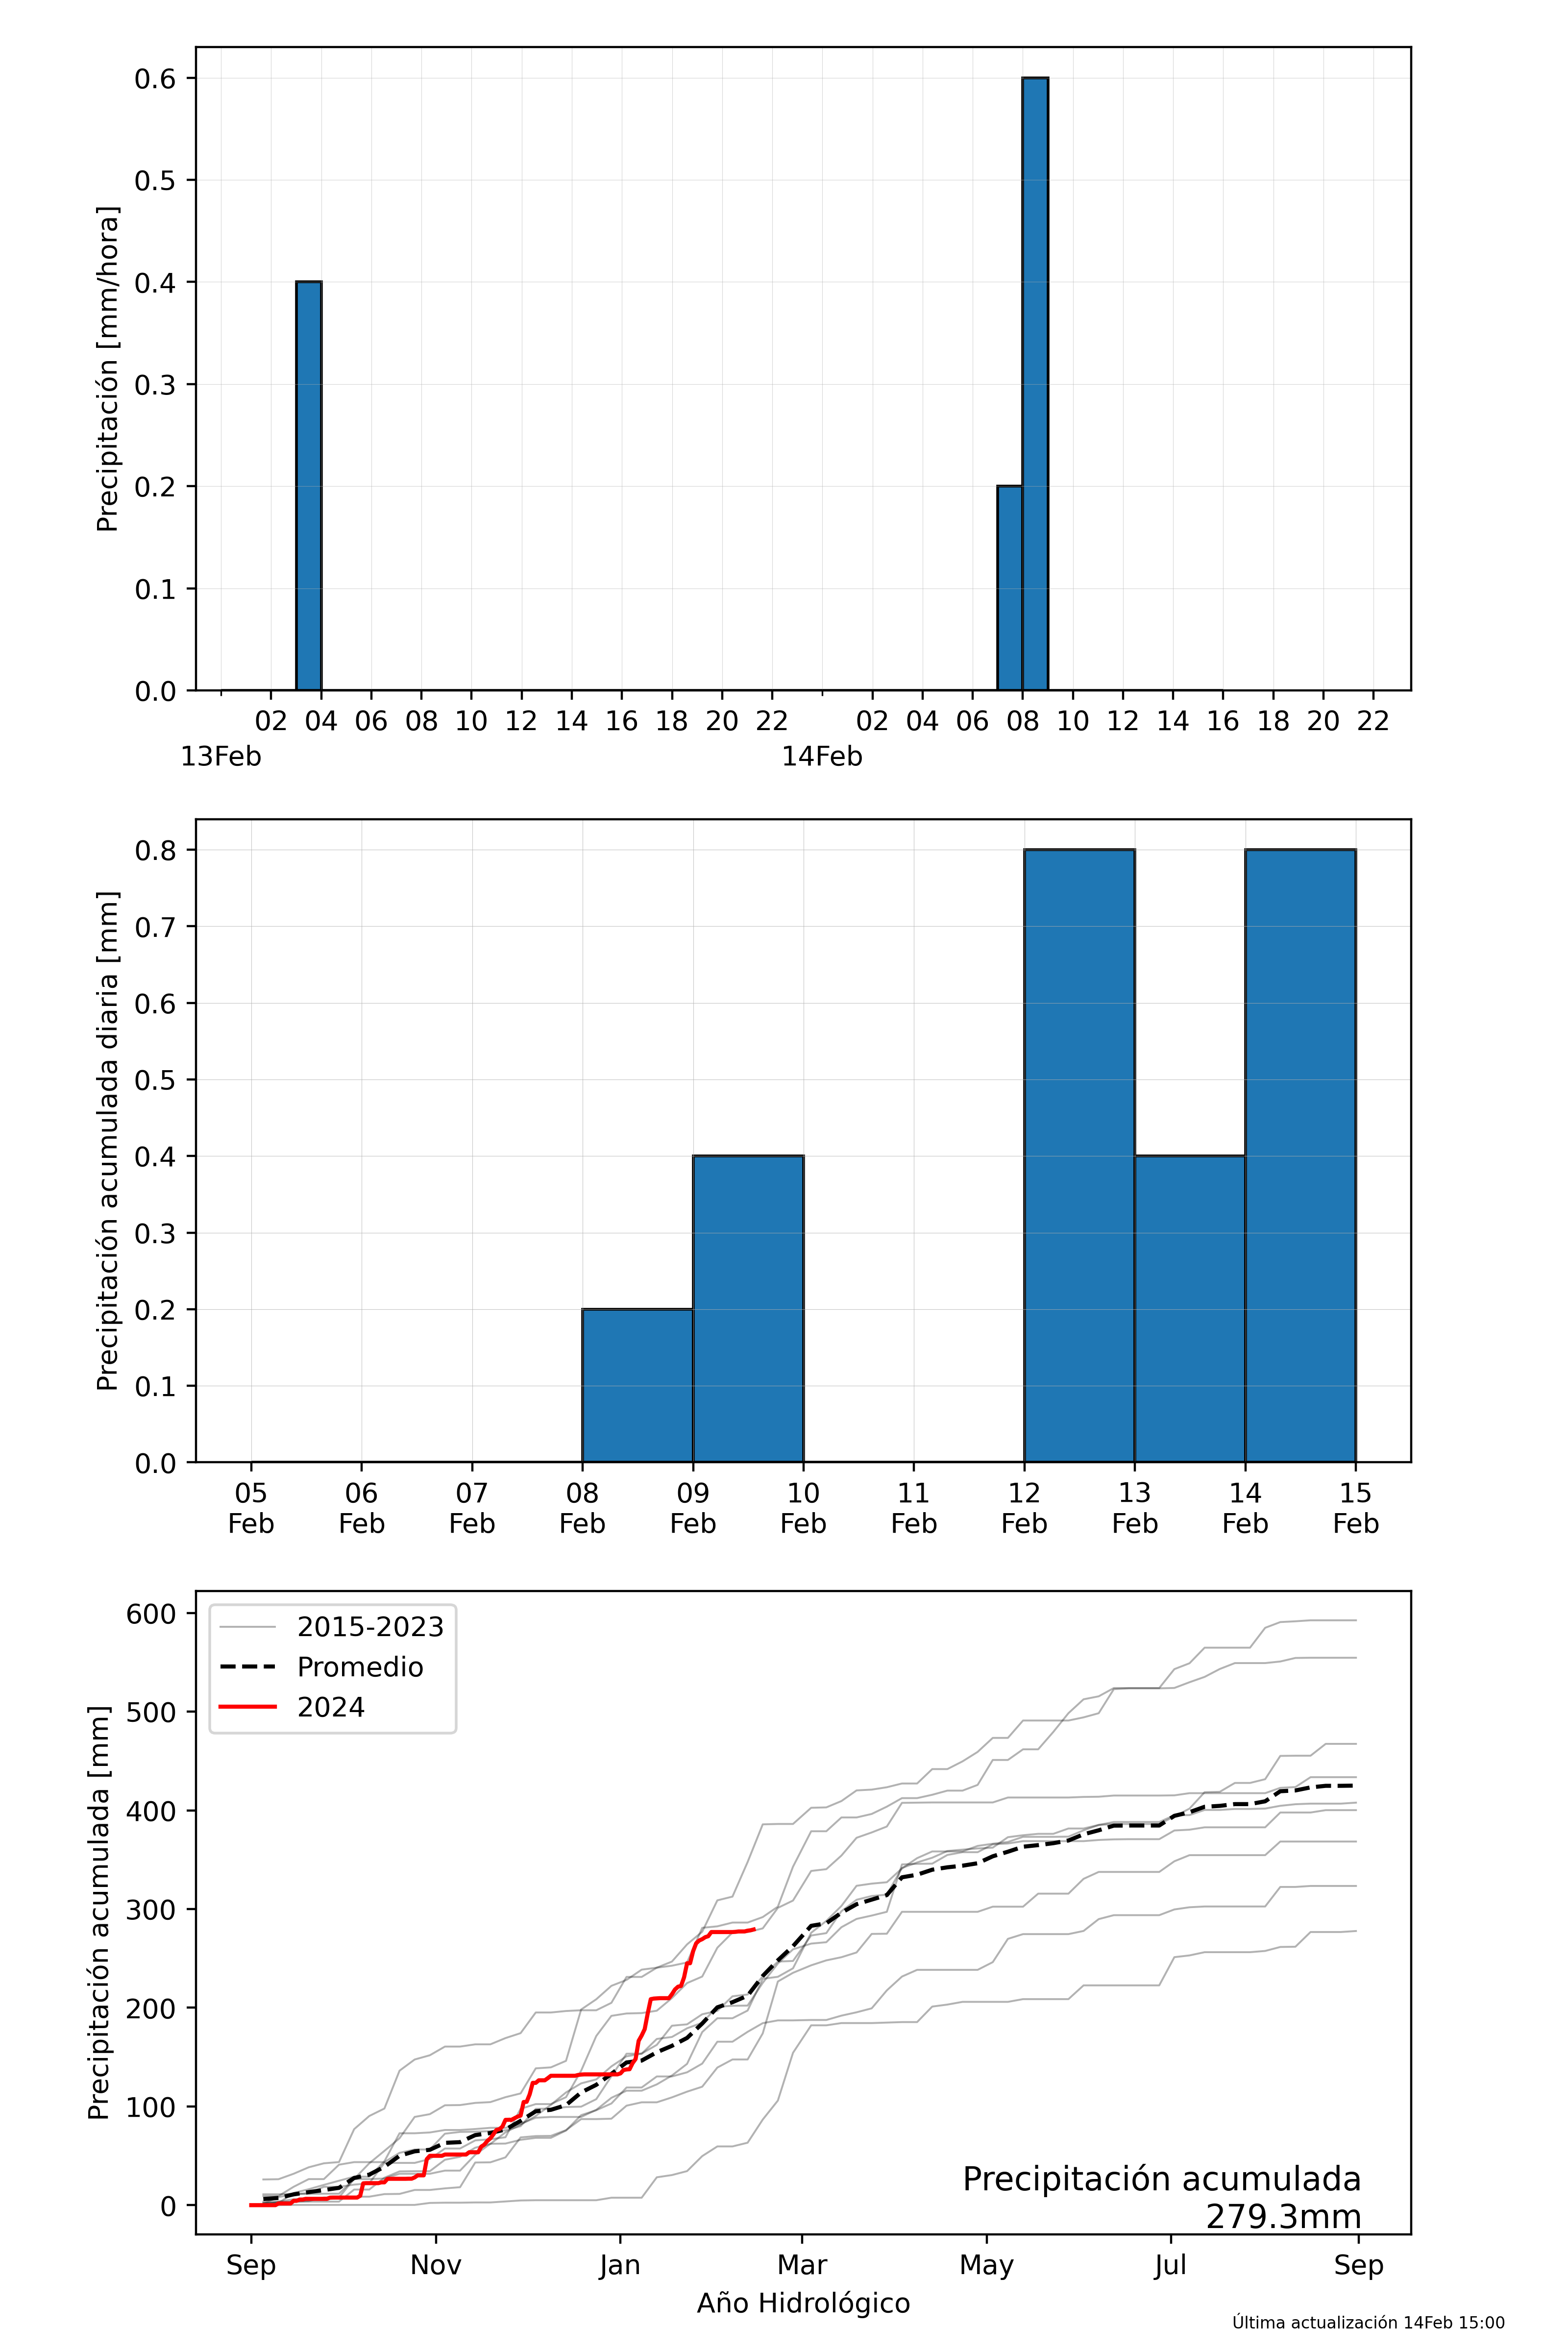 0.6
0.5
0.4
0.3
0.2
0.1
0.0
Precipitación [mm/hora]
02 04 06 08 10 12 14 16 18 20 22 02 04 06 08 10 12 14 16 18 20 22
13Feb 14Feb
0.8
0.7
0.6
0.5
0.4
0.3
0.2
0.1
0.0
Precipitación acumulada diaria [mm]
05 06 07 08 09 10 11 12 13 14 15
Feb Feb Feb Feb Feb Feb Feb Feb Feb Feb Feb
600
500
400
300
200
100
0
Precipitación acumulada [mm]
2015-2023
Promedio
2024
Precipitación acumulada
279.3mm
Sep Nov Jan Mar May Jul Sep
Año Hidrológico
Última actualización 14Feb 15:00